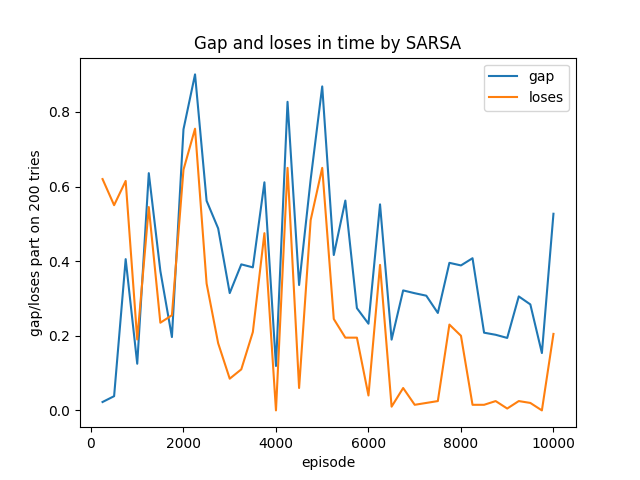 Gap and loses in time by SARSA
gap
loses
gap/loses part on 200 tries
0.8
0.6
0.4
0.2
0.0
0 2000 4000 6000 8000 10000
episode